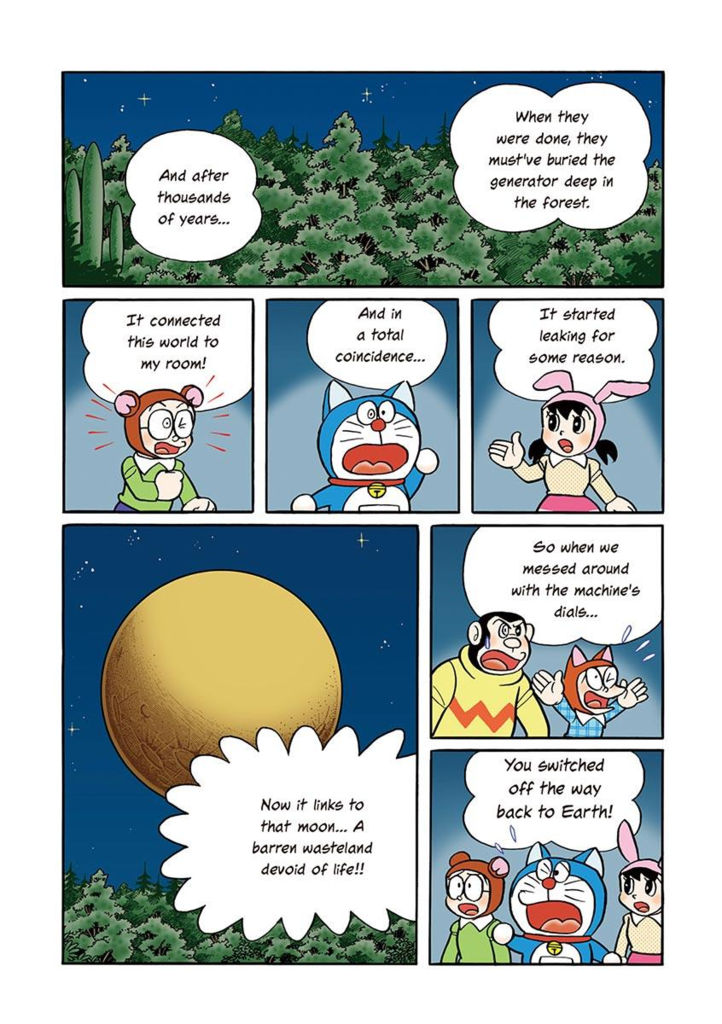 When they
were done, they
must've buried the
generator deep in
the forest.
And after
thousands
of years...
It started
leaking for
some reason.
And in
a total
coincidence...
It connected
this world to
my room!
So when we
messed around
with the machine's
dials...
You switched
off the way
back to Earth!
Now it links to
that moon... A
barren wasteland
devoid of life!!